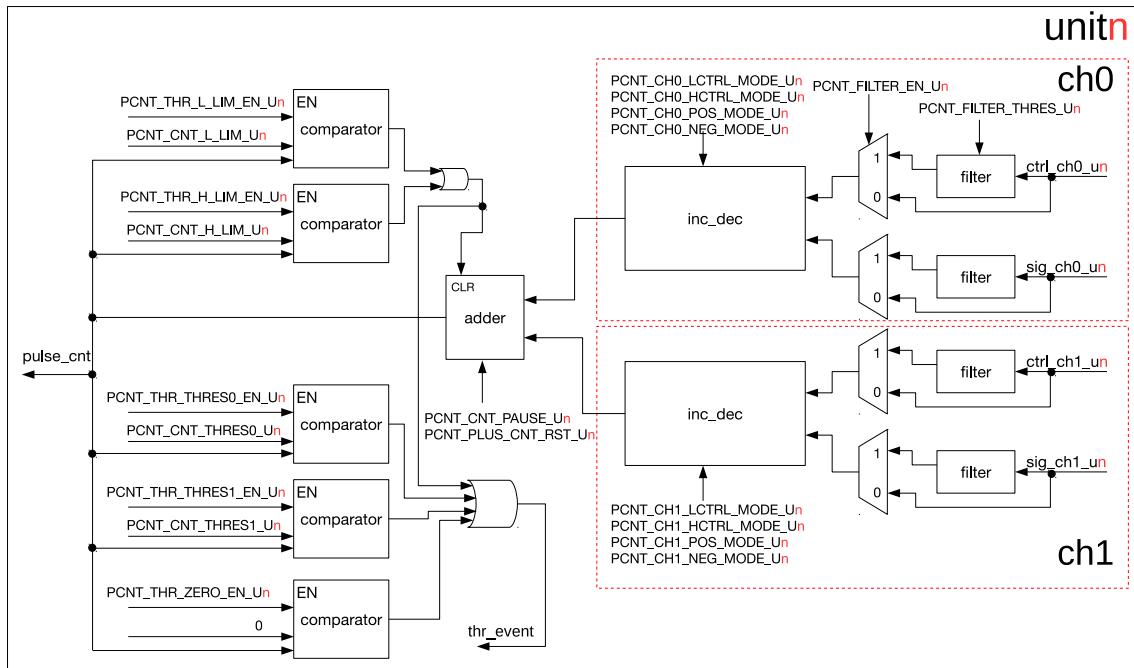 unitn
ch0
PCNT_CH0_LCTRL_MODE_Un
PCNT_CH0_HCTRL_MODE_Un
PCNT_CH0_POS_MODE_Un
PCNT_CH0_NEG_MODE_Un
PCNT_FILTER_EN_Un
PCNT_FILTER_THRES_Un
PCNT_THR_L_LIM_EN_Un
PCNT_CNT_L_LIM_Un
EN
comparator
PCNT_THR_H_LIM_EN_Un
PCNT_CNT_H_LIM_Un
EN
comparator
inc_dec
1
0
filter
ctrl_ch0_un
1
0
filter
sig_ch0_un
CLR
adder
pulse_cnt
PCNT_CNT_PAUSE_Un
PCNT_PLUS_CNT_RST_Un
inc_dec
1
0
filter
ctrl_ch1_un
1
0
filter
sig_ch1_un
PCNT_CH1_LCTRL_MODE_Un
PCNT_CH1_HCTRL_MODE_Un
PCNT_CH1_POS_MODE_Un
PCNT_CH1_NEG_MODE_Un
ch1
PCNT_THR_THRES0_EN_Un
PCNT_CNT_THRES0_Un
EN
comparator
PCNT_THR_THRES1_EN_Un
PCNT_CNT_THRES1_Un
EN
comparator
PCNT_THR_ZERO_EN_Un
0
EN
comparator
thr_event